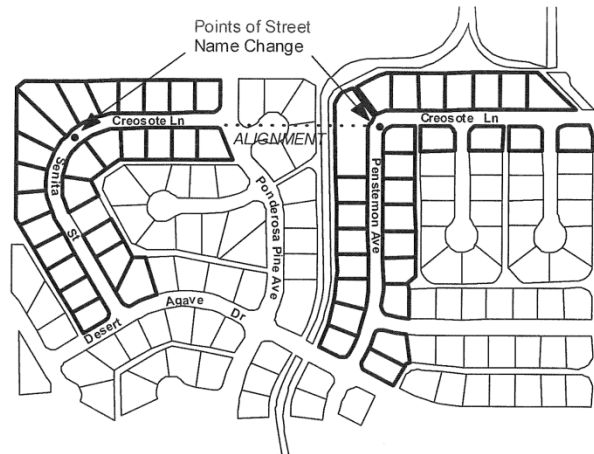 Points of Street
Name Change
Creosote Ln
Creosote Ln
ALIGNMENT
Senita St
Penstemon Ave
Ponderosa Pine Ave
Desert Agave Dr